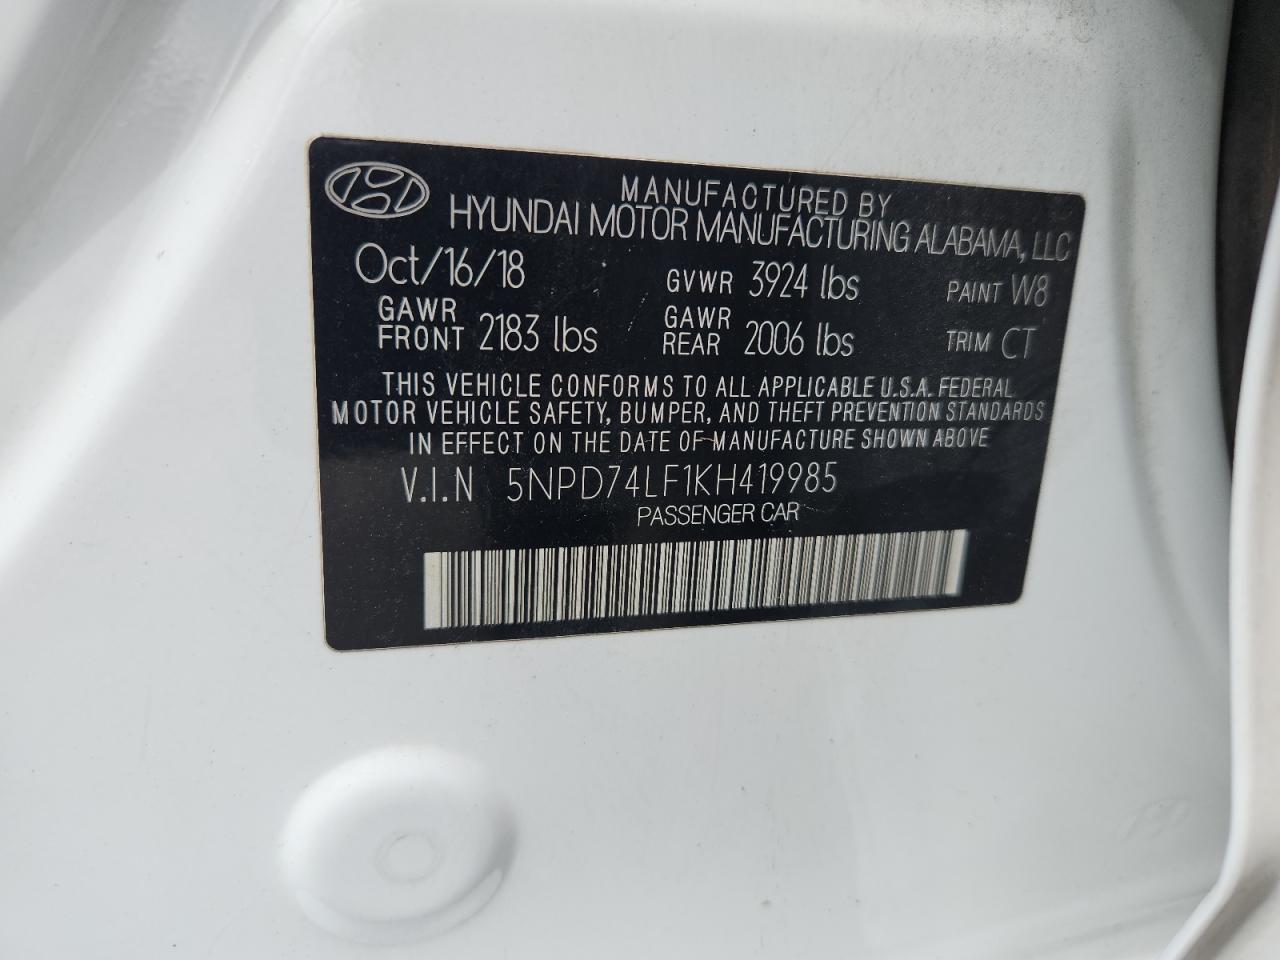 MANUFACTURED BY
HYUNDAI MOTOR MANUFACTURING ALABAMA, LLC
Oct/16/18 GVWR 3924 lbs PAINT W8
GAWR FRONT 2183 lbs GAWR REAR 2006 lbs TRIM CT
THIS VEHICLE CONFORMS TO ALL APPLICABLE U.S.A. FEDERAL
MOTOR VEHICLE SAFETY, BUMPER, AND THEFT PREVENTION STANDARDS
IN EFFECT ON THE DATE OF MANUFACTURE SHOWN ABOVE
V.I.N 5NPD74LF1KH419985
PASSENGER CAR